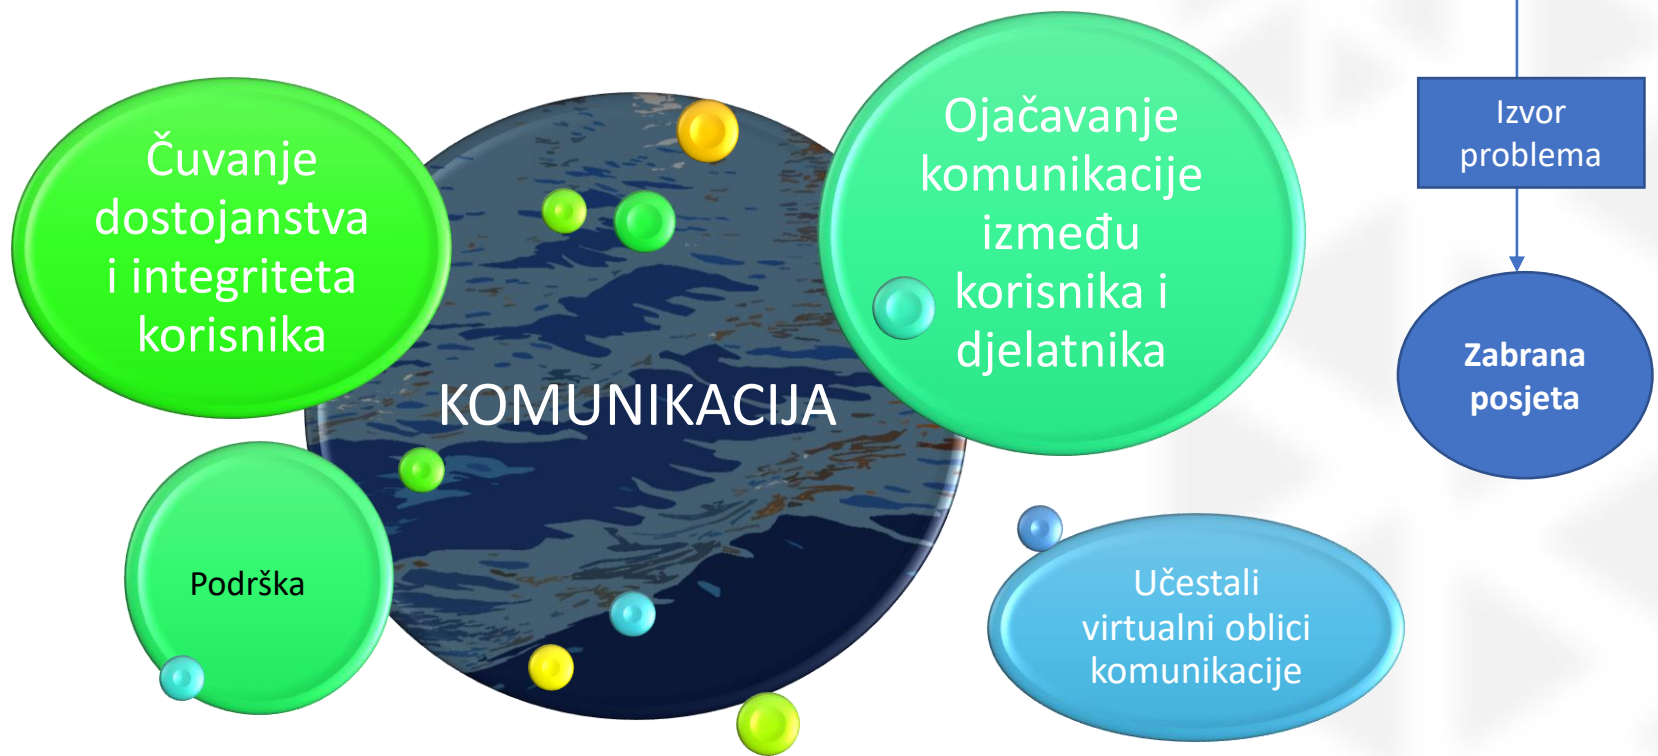 Čuvanje
dostojanstva
i integriteta
korisnika
KOMUNIKACIJA
Ojačavanje
komunikacije
između
korisnika i
djelatnika
Podrška
Učestali
virtualni oblici
komunikacije
Izvor
problema
Zabrana
posjeta